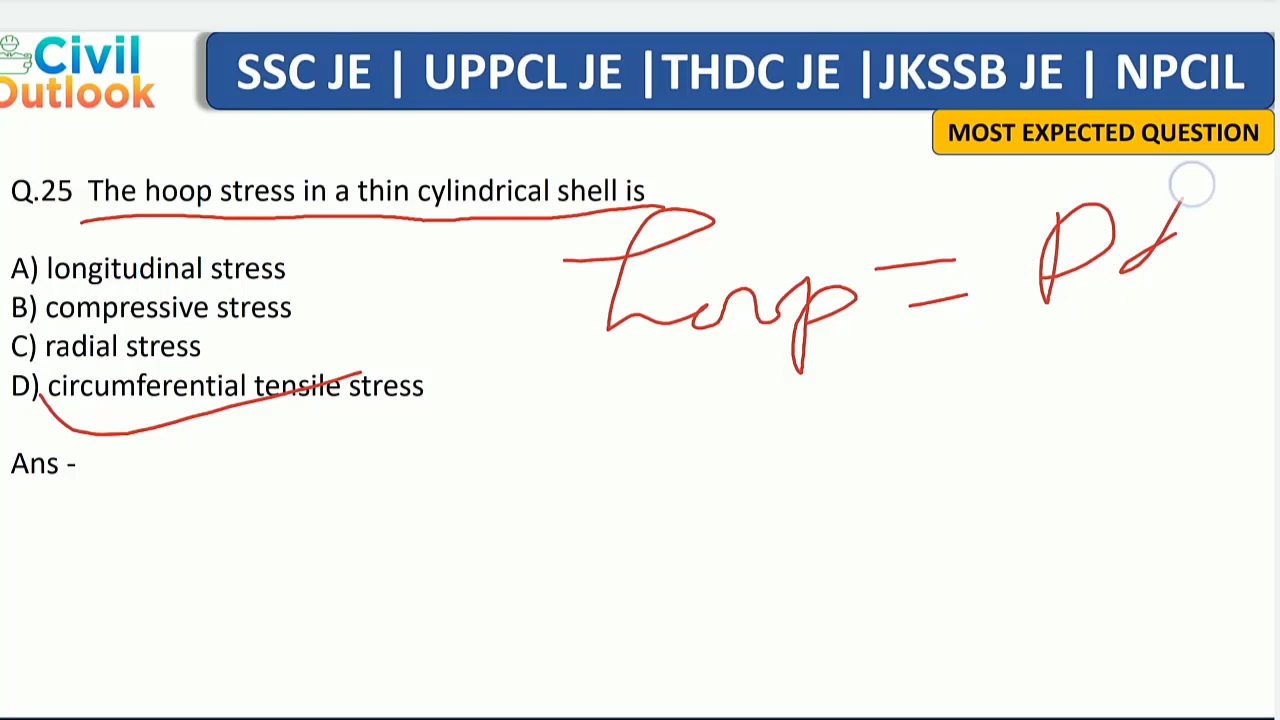 Civil
Outlook
SSC JE | UPPCL JE |THDC JE |JKSSB JE | NPCIL
MOST EXPECTED QUESTION
Q.25 The hoop stress in a thin cylindrical shell is
hoop = Pd
A) longitudinal stress
B) compressive stress
C) radial stress
D) circumferential tensile stress
Ans -